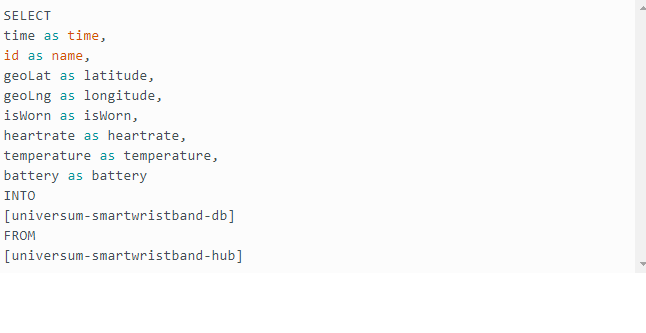 SELECT
time as time,
id as name,
geoLat as latitude,
geoLng as longitude,
isWorn as isWorn,
heartrate as heartrate,
temperature as temperature,
battery as battery
INTO
[universum-smartwristband-db]
FROM
[universum-smartwristband-hub]